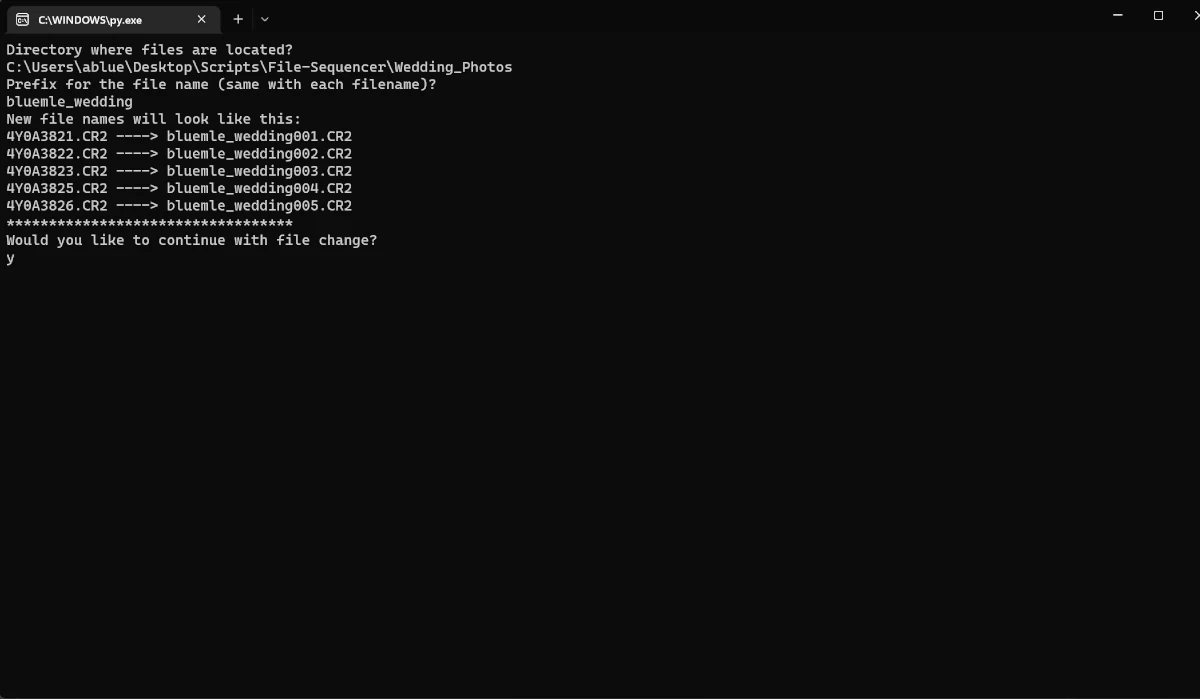 C:\WINDOWS\py.exe
Directory where files are located?
C:\Users\ablue\Desktop\Scripts\File-Sequencer\Wedding_Photos
Prefix for the file name (same with each filename)?
bluemle_wedding
New file names will look like this:
4Y0A3821.CR2 ----> bluemle_wedding001.CR2
4Y0A3822.CR2 ----> bluemle_wedding002.CR2
4Y0A3823.CR2 ----> bluemle_wedding003.CR2
4Y0A3825.CR2 ----> bluemle_wedding004.CR2
4Y0A3826.CR2 ----> bluemle_wedding005.CR2
**********************************
Would you like to continue with file change?
y